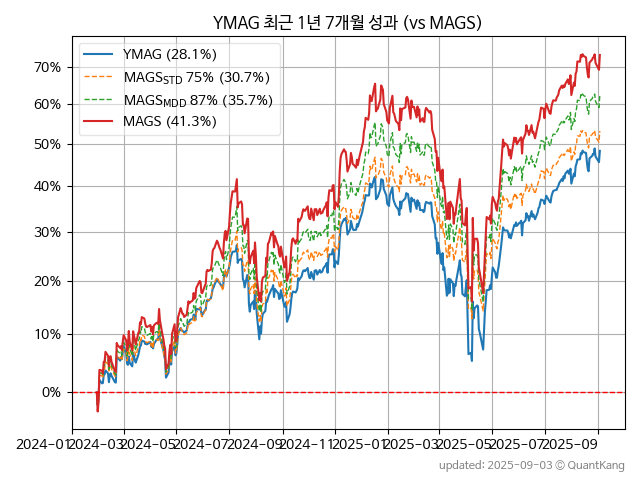 YMAG 최근 1년 7개월 성과 (vs MAGS)
YMAG (28.1%)
MAGS_STD 75% (30.7%)
MAGS_MDD 87% (35.7%)
MAGS (41.3%)
70%
60%
50%
40%
30%
20%
10%
0%
2024-01 2024-03 2024-05 2024-07 2024-09 2024-11 2025-01 2025-03 2025-05 2025-07 2025-09
updated: 2025-09-03 © QuantKang